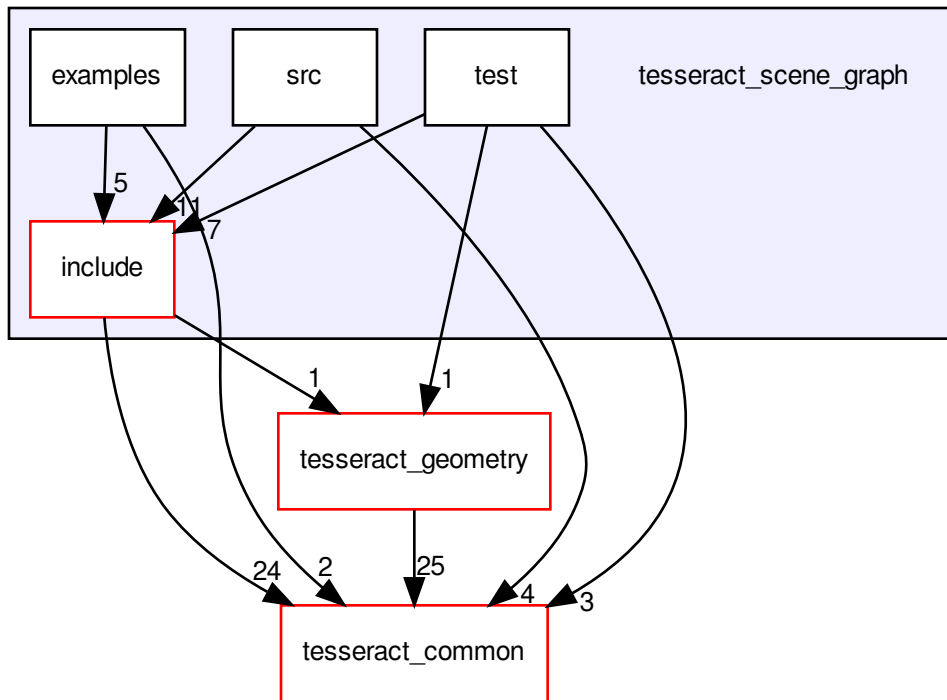 examples
src
test
tesseract_scene_graph
5
11
7
include
1
1
tesseract_geometry
24
2
25
4
3
tesseract_common